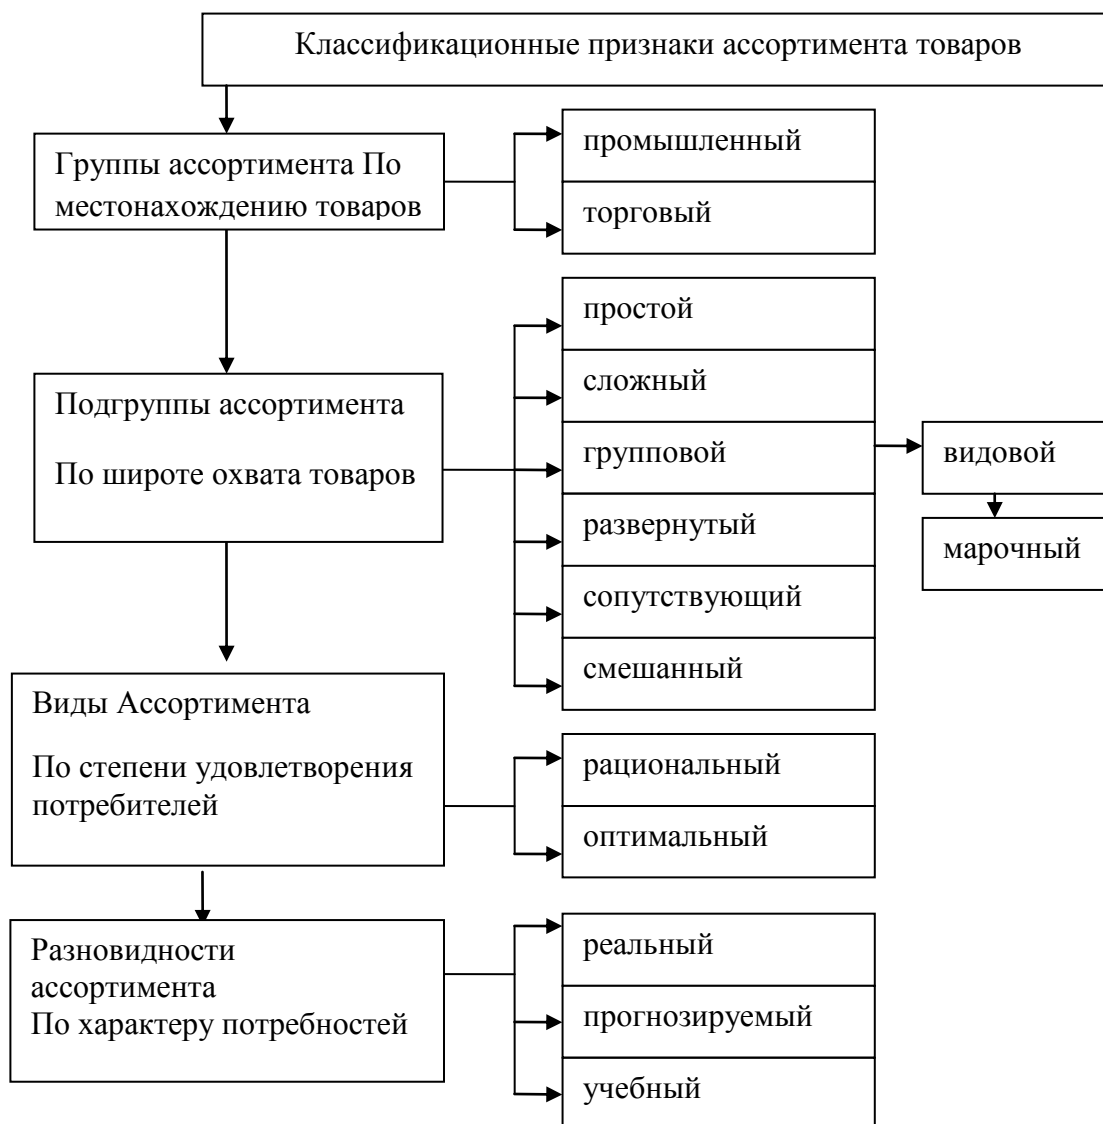 Классификационные признаки ассортимента товаров
Группы ассортимента По
местонахождению товаров
промышленный
торговый
Подгруппы ассортимента
По широте охвата товаров
простой
сложный
групповой
развернутый
сопутствующий
смешанный
видовой
марочный
Виды Ассортимента
По степени удовлетворения
потребителей
рациональный
оптимальный
Разновидности
ассортимента
По характеру потребностей
реальный
прогнозируемый
учебный